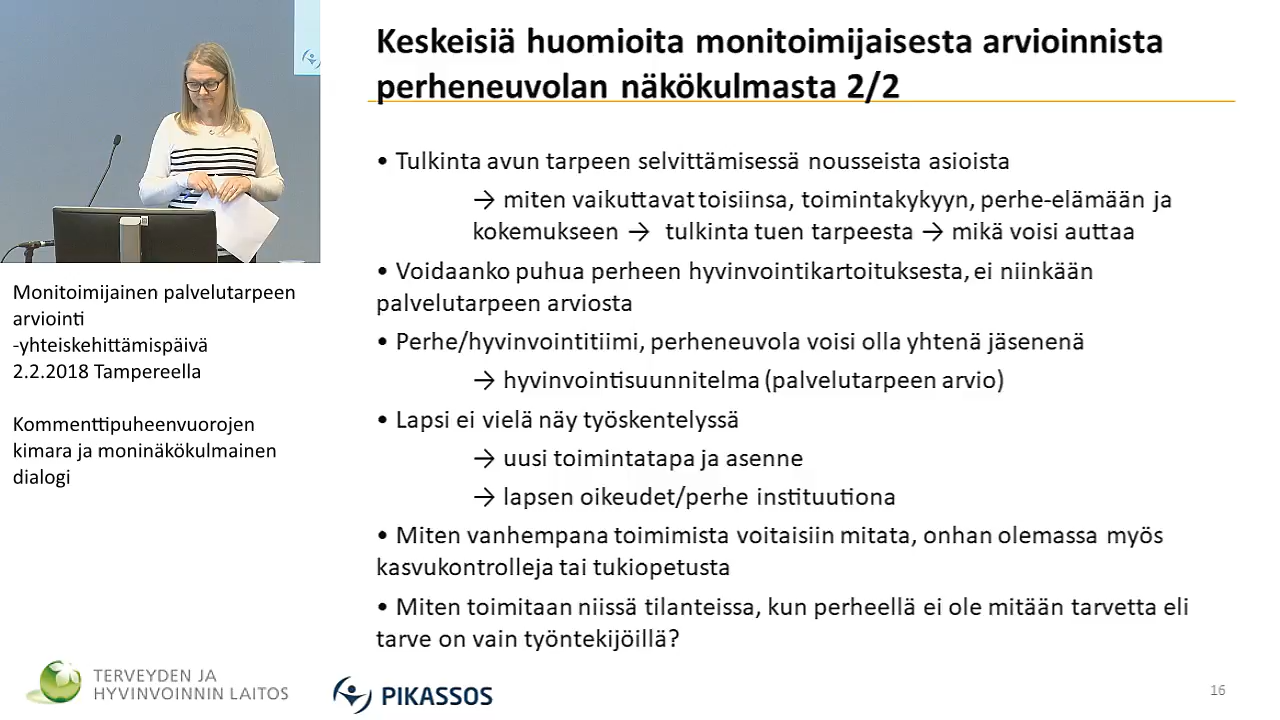 Keskeisiä huomioita monitoimijaisesta arvioinnista
perheneuvolan näkökulmasta 2/2
• Tulkinta avun tarpeen selvittämisessä nousseista asioista
→ miten vaikuttavat toisiinsa, toimintakykyyn, perhe-elämään ja
kokemukseen → tulkinta tuen tarpeesta → mikä voisi auttaa
• Voidaanko puhua perheen hyvinvointikartoituksesta, ei niinkään
palvelutarpeen arviosta
• Perhe/hyvinvointitiimi, perheneuvola voisi olla yhtenä jäsenenä
→ hyvinvointisuunnitelma (palvelutarpeen arvio)
• Lapsi ei vielä näy työskentelyssä
→ uusi toimintatapa ja asenne
→ lapsen oikeudet/perhe instituutiona
• Miten vanhempana toimimista voitaisiin mitata, onhan olemassa myös
kasvukontrolleja tai tukiopetusta
• Miten toimitaan niissä tilanteissa, kun perheellä ei ole mitään tarvetta eli
tarve on vain työntekijöillä?
Monitoimijainen palvelutarpeen
arviointi
-yhteiskehittämispäivä
2.2.2018 Tampereella
Kommenttipuheenvuorojen
kimara ja moninäkökulmainen
dialogi
TERVEYDEN JA
HYVINVOINNIN LAITOS
PIKASSOS
16